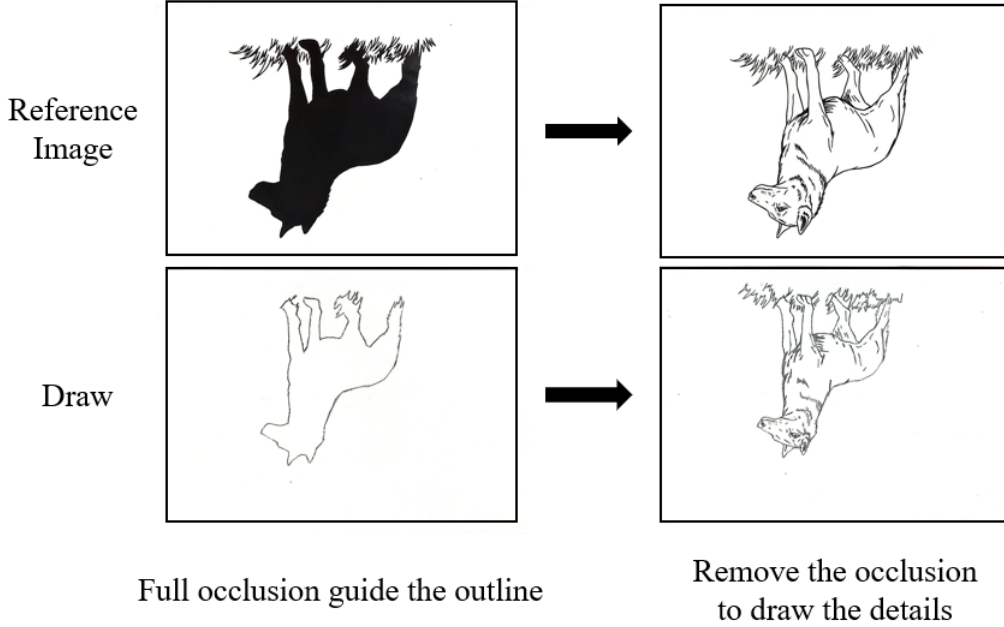 Reference
Image
Draw
Full occlusion guide the outline
Remove the occlusion
to draw the details